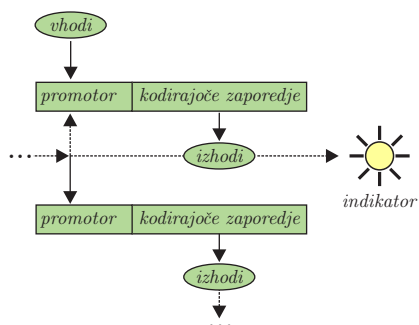 vhodi
promotor kodirajoče zaporedje
... izhodi
indikator
promotor kodirajoče zaporedje
izhodi
...